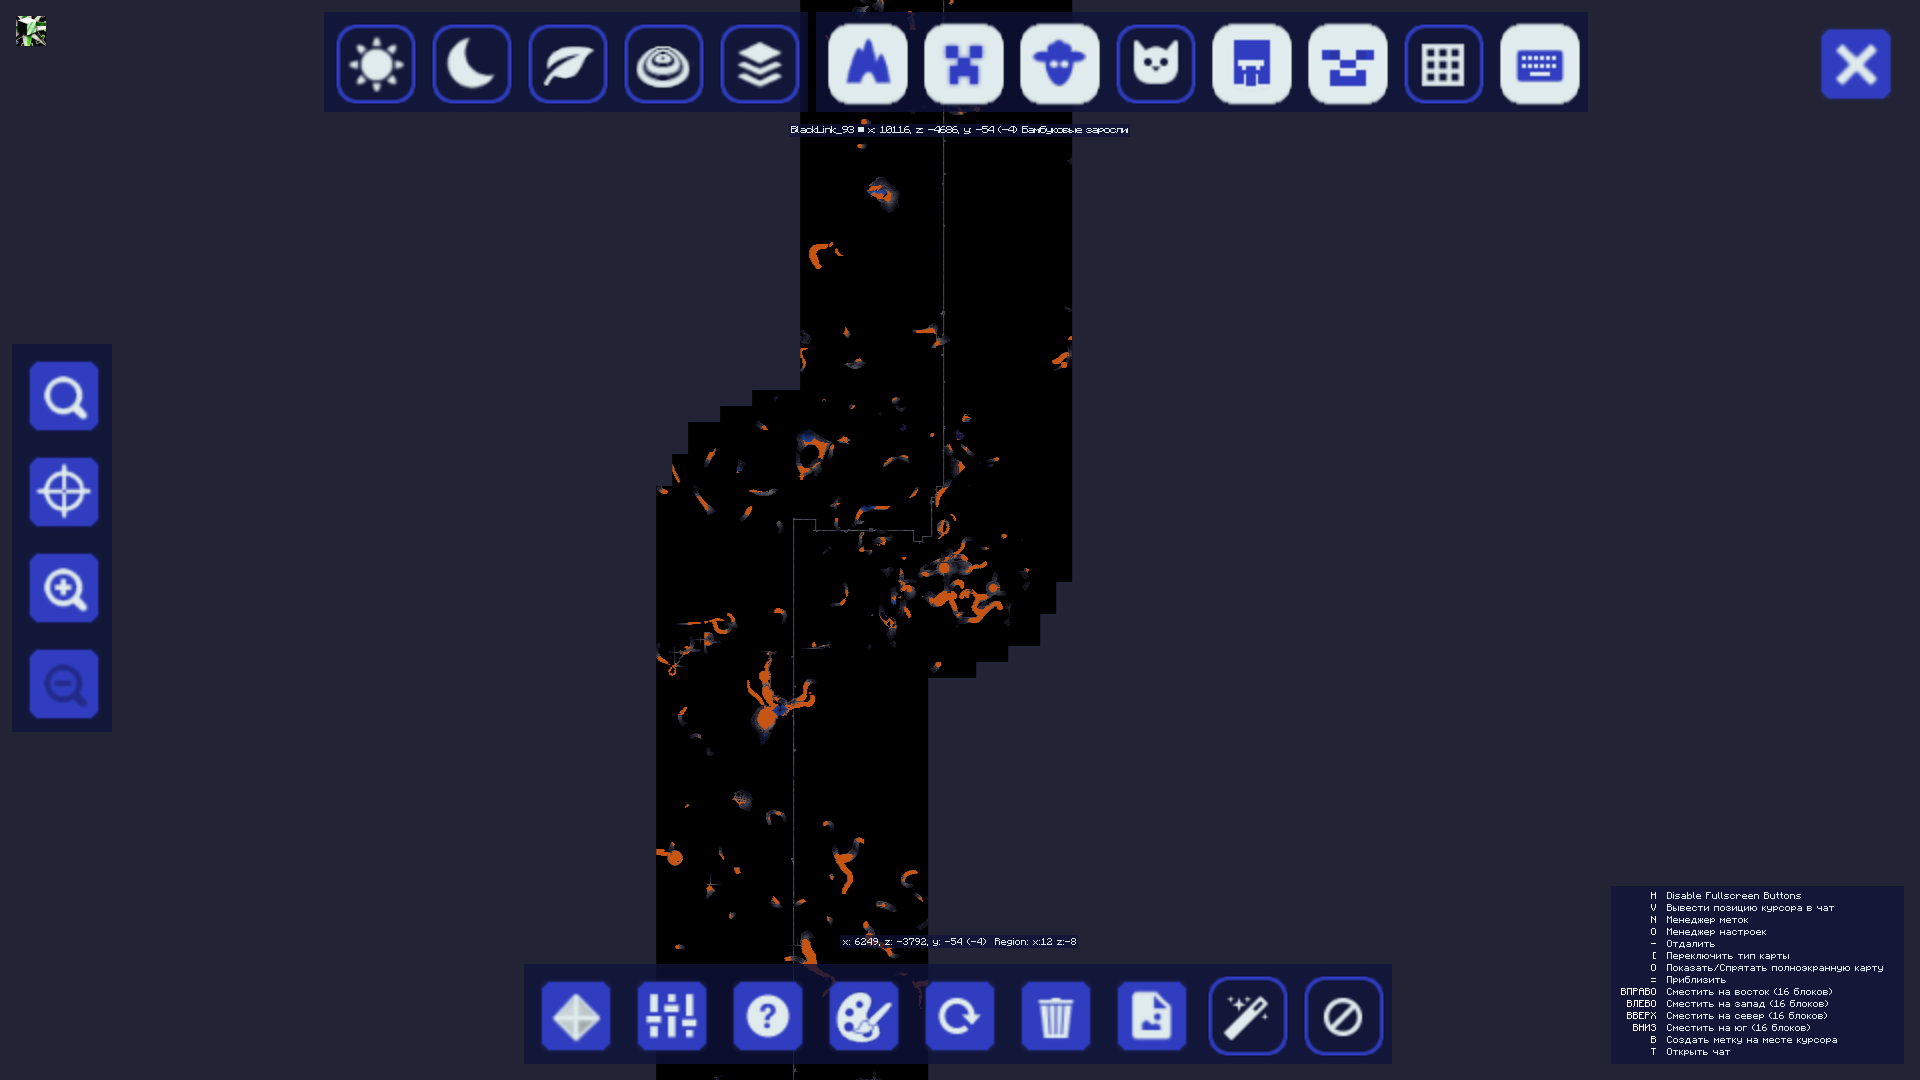 BlackLink_93 ■ x: 10116, z: -4686, y: -54 (-4) Бамбуковые заросли
x: 6249, z: -3792, y: -54 (-4) Region: x:12 z:-8
H Disable Fullscreen Buttons
V Вывести позицию курсора в чат
N Менеджер меток
O Менеджер настроек
- Отдалить
[ Переключить тип карты
O Показать/Спрятать полноэкранную карту
= Приблизить
ВПРАВО Сместить на восток (16 блоков)
ВЛЕВО Сместить на запад (16 блоков)
ВВЕРХ Сместить на север (16 блоков)
ВНИЗ Сместить на юг (16 блоков)
B Создать метку на месте курсора
T Открыть чат